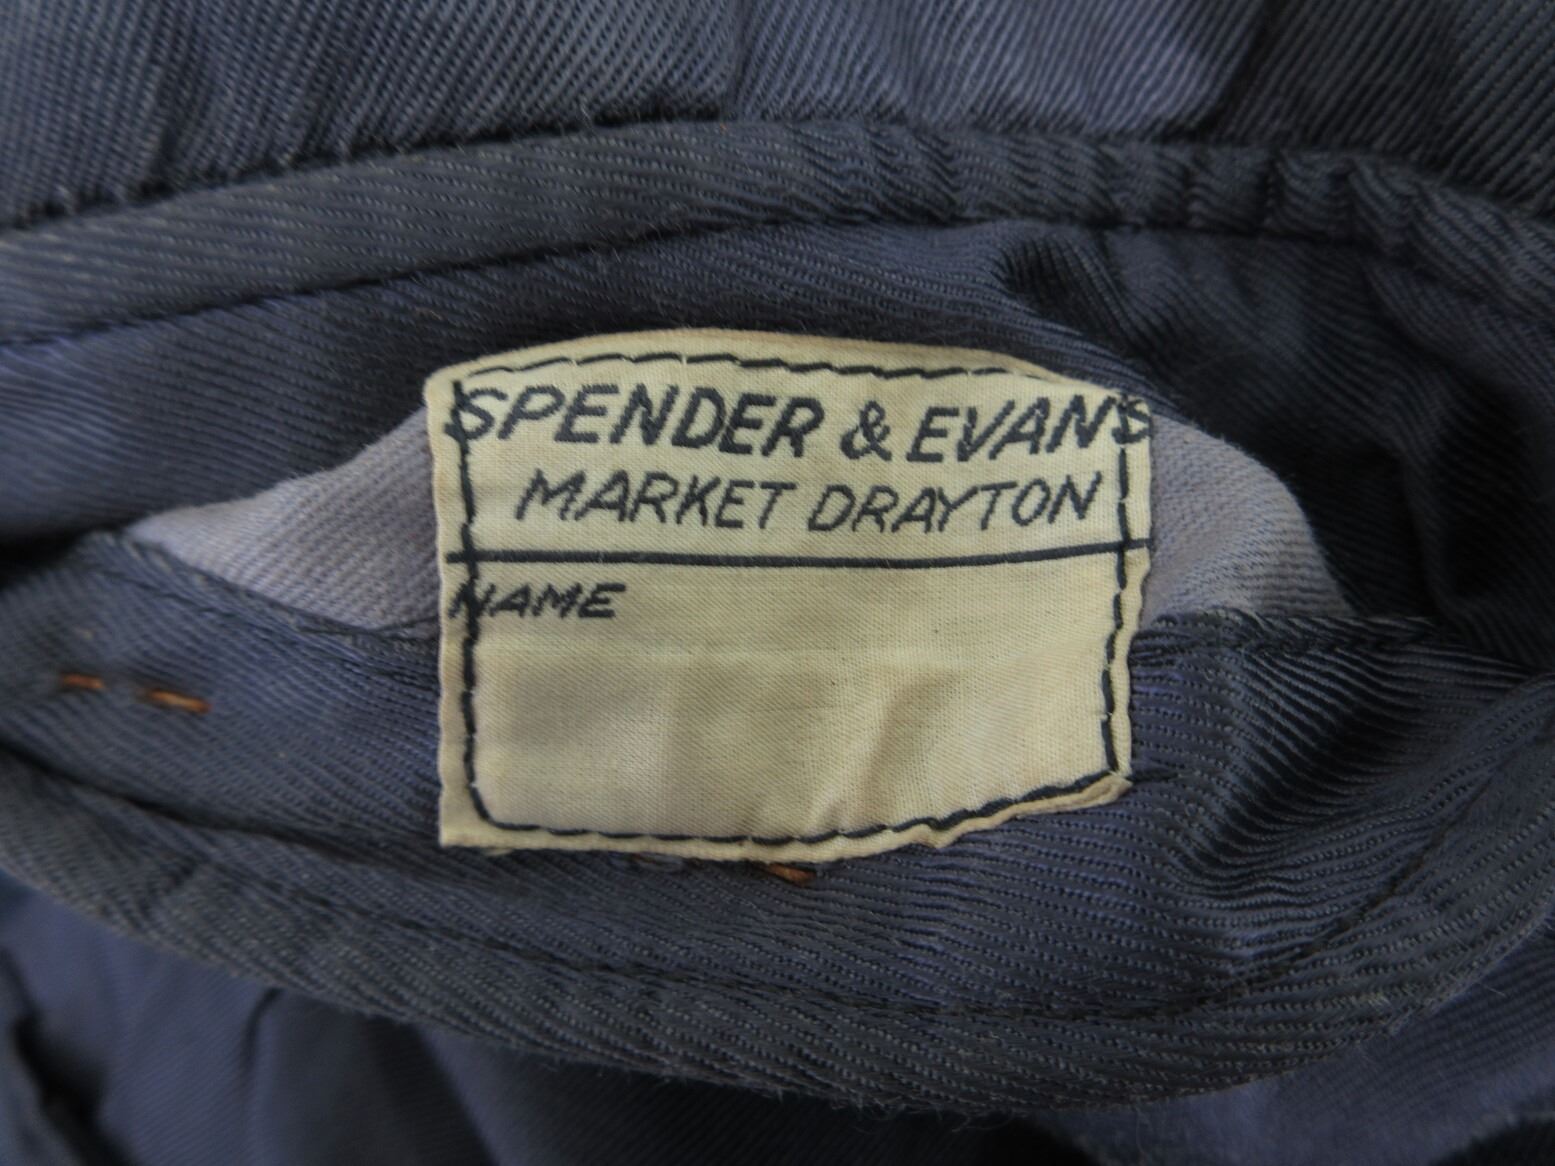 SPENDER & EVANS
MARKET DRAYTON
NAME